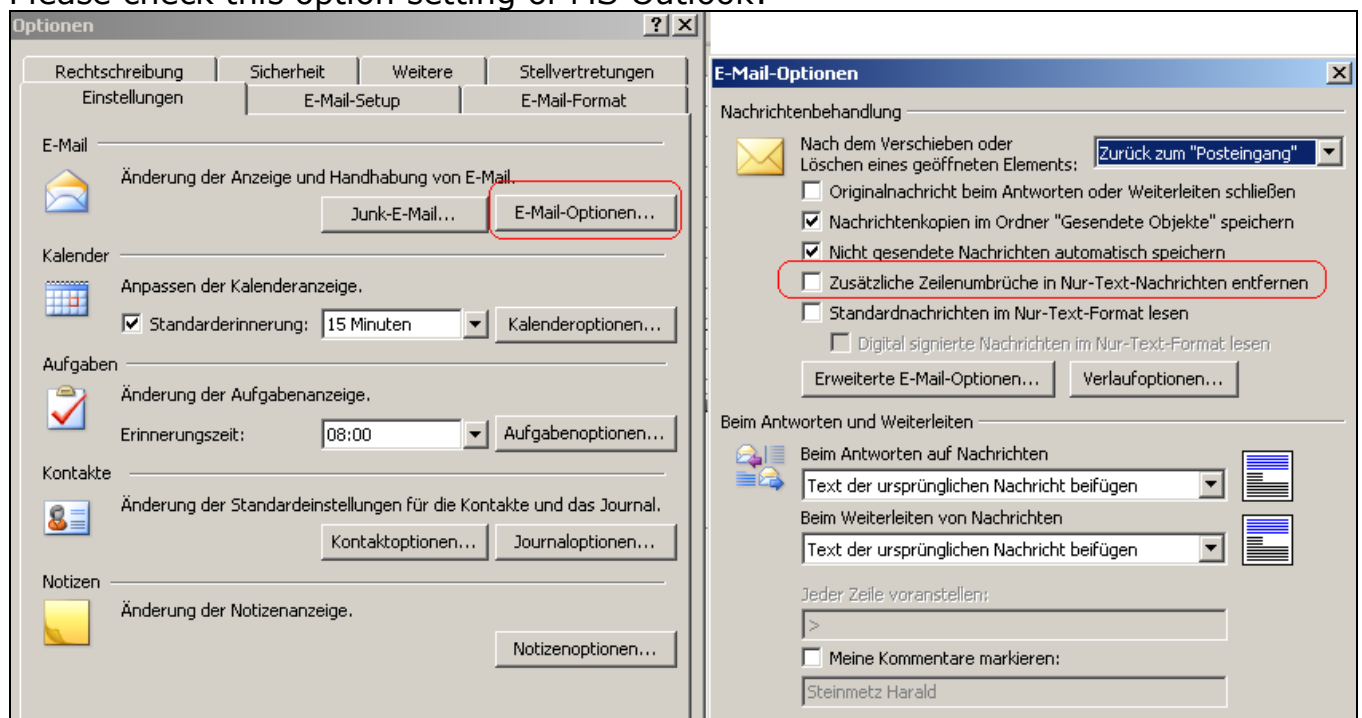 Please check this option setting of MS Outlook:
Optionen
Rechtschreibung Sicherheit Weitere Stellvertretungen
Einstellungen E-Mail-Setup E-Mail-Format
E-Mail
Änderung der Anzeige und Handhabung von E-Mail.
Junk-E-Mail... E-Mail-Optionen...
Kalender
Anpassen der Kalenderanzeige.
Standarderinnerung: 15 Minuten Kalenderoptionen...
Aufgaben
Änderung der Aufgabenanzeige.
Erinnerungszeit: 08:00 Aufgabenoptionen...
Kontakte
Änderung der Standardeinstellungen für die Kontakte und das Journal.
Kontaktoptionen... Journaloptionen...
Notizen
Änderung der Notizenanzeige.
Notizenoptionen...
E-Mail-Optionen
Nachrichtenbehandlung
Nach dem Verschieben oder
Löschen eines geöffneten Elements: Zurück zum "Posteingang"
Originalnachricht beim Antworten oder Weiterleiten schließen
Nachrichtenkopien im Ordner "Gesendete Objekte" speichern
Nicht gesendete Nachrichten automatisch speichern
Zusätzliche Zeilenumbrüche in Nur-Text-Nachrichten entfernen
Standardnachrichten im Nur-Text-Format lesen
Digital signierte Nachrichten im Nur-Text-Format lesen
Erweiterte E-Mail-Optionen... Verlaufoptionen...
Beim Antworten und Weiterleiten
Beim Antworten auf Nachrichten
Text der ursprünglichen Nachricht beifügen
Beim Weiterleiten von Nachrichten
Text der ursprünglichen Nachricht beifügen
Jeder Zeile voranstellen:
>
Meine Kommentare markieren:
Steinmetz Harald